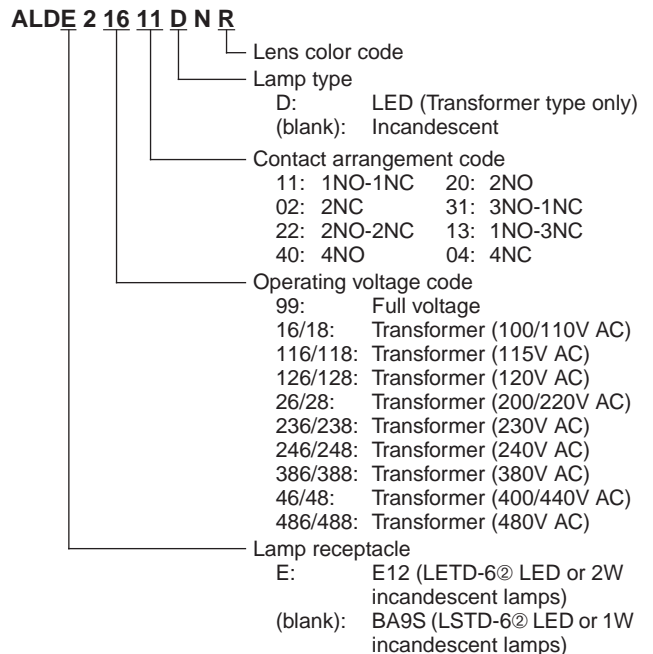 ALDE 2 16 11 D N R
Lens color code
Lamp type
D: LED (Transformer type only)
(blank): Incandescent
Contact arrangement code
11: 1NO-1NC 20: 2NO
02: 2NC 31: 3NO-1NC
22: 2NO-2NC 13: 1NO-3NC
40: 4NO 04: 4NC
Operating voltage code
99: Full voltage
16/18: Transformer (100/110V AC)
116/118: Transformer (115V AC)
126/128: Transformer (120V AC)
26/28: Transformer (200/220V AC)
236/238: Transformer (230V AC)
246/248: Transformer (240V AC)
386/388: Transformer (380V AC)
46/48: Transformer (400/440V AC)
486/488: Transformer (480V AC)
Lamp receptacle
E: E12 (LETD-6② LED or 2W
incandescent lamps)
(blank): BA9S (LSTD-6② LED or 1W
incandescent lamps)